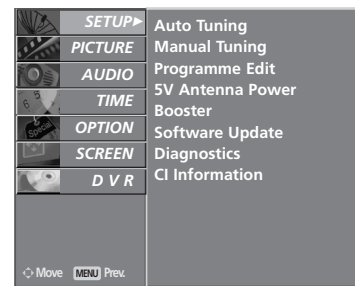 SETUP
PICTURE
AUDIO
TIME
OPTION
SCREEN
D V R
Auto Tuning
Manual Tuning
Programme Edit
5V Antenna Power
Booster
Software Update
Diagnostics
CI Information
Move MENU Prev.